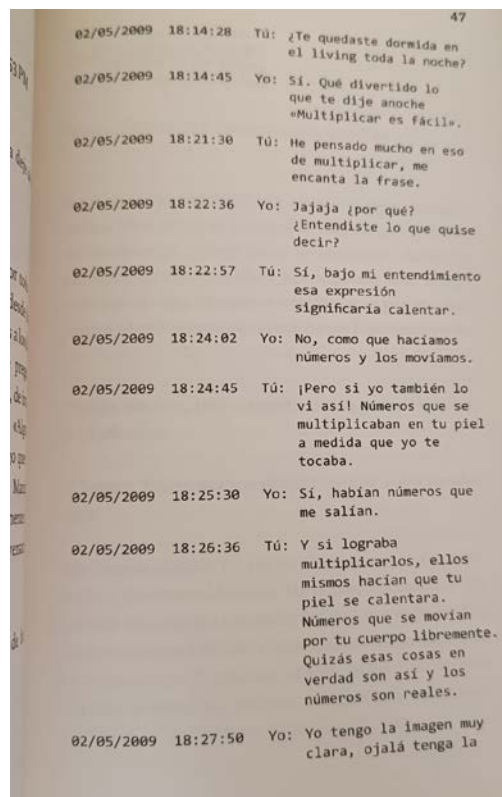 47
02/05/2009 18:14:28 Tú: ¿Te quedaste dormida en
el living toda la noche?
02/05/2009 18:14:45 Yo: Sí. Qué divertido lo
que te dije anoche
«Multiplicar es fácil».
02/05/2009 18:21:30 Tú: He pensado mucho en eso
de multiplicar, me
encanta la frase.
02/05/2009 18:22:36 Yo: Jajaja ¿por qué?
¿Entendiste lo que quise
decir?
02/05/2009 18:22:57 Tú: Sí, bajo mi entendimiento
esa expresión
significaría calentar.
02/05/2009 18:24:02 Yo: No, como que hacíamos
números y los movíamos.
02/05/2009 18:24:45 Tú: ¡Pero si yo también lo
vi así! Números que se
multiplicaban en tu piel
a medida que yo te
tocaba.
02/05/2009 18:25:30 Yo: Sí, habían números que
me salían.
02/05/2009 18:26:36 Tú: Y si lograba
multiplicarlos, ellos
mismos hacían que tu
piel se calentara.
Números que se movían
por tu cuerpo libremente.
Quizás esas cosas en
verdad son así y los
números son reales.
02/05/2009 18:27:50 Yo: Yo tengo la imagen muy
clara, ojalá tenga la